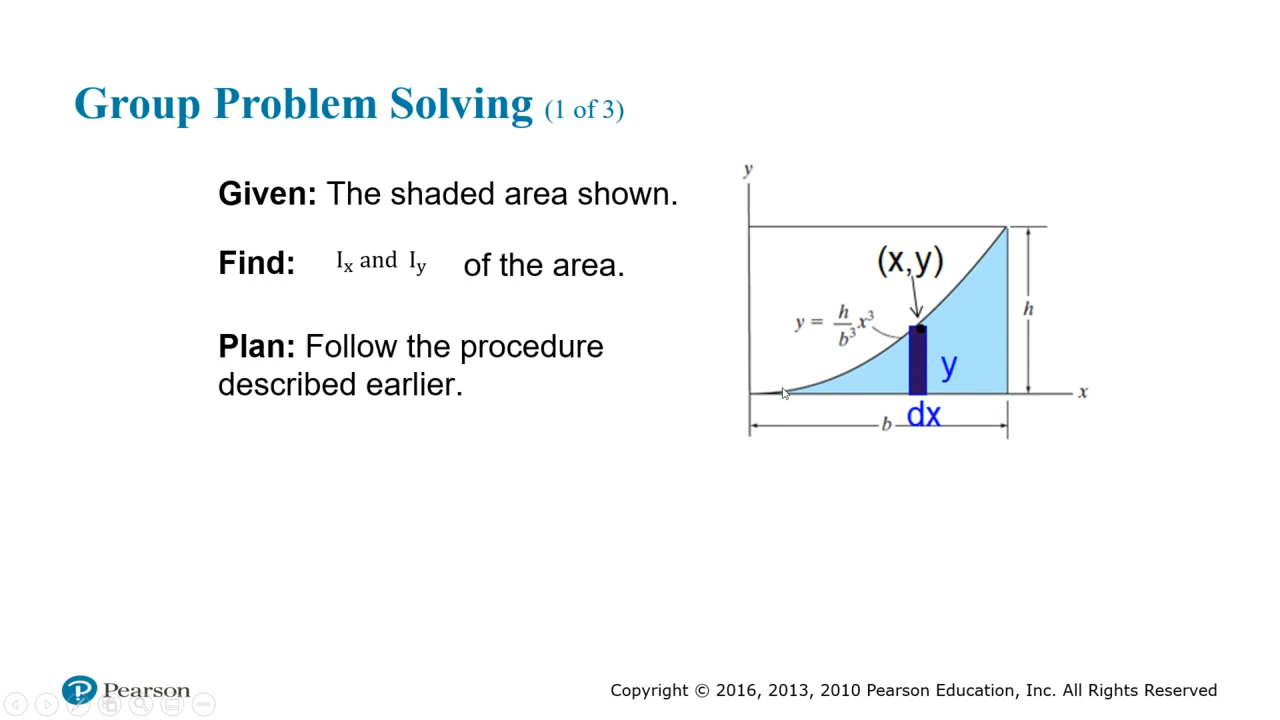 Group Problem Solving (1 of 3)
Given: The shaded area shown.
Find: Iₓ and I_y of the area.
Plan: Follow the procedure
described earlier.
y
(x,y)
y = h/b³ x³
h
y
x
dx
b
Pearson
Copyright © 2016, 2013, 2010 Pearson Education, Inc. All Rights Reserved